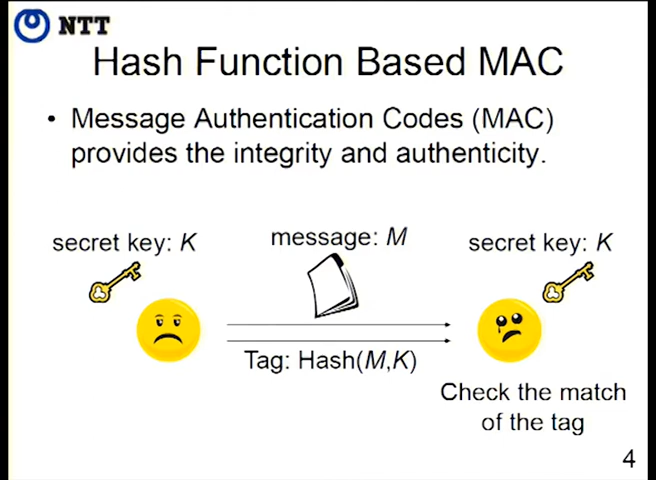 NTT
Hash Function Based MAC
• Message Authentication Codes (MAC)
provides the integrity and authenticity.
secret key: K
message: M
secret key: K
Tag: Hash(M,K)
Check the match
of the tag
4